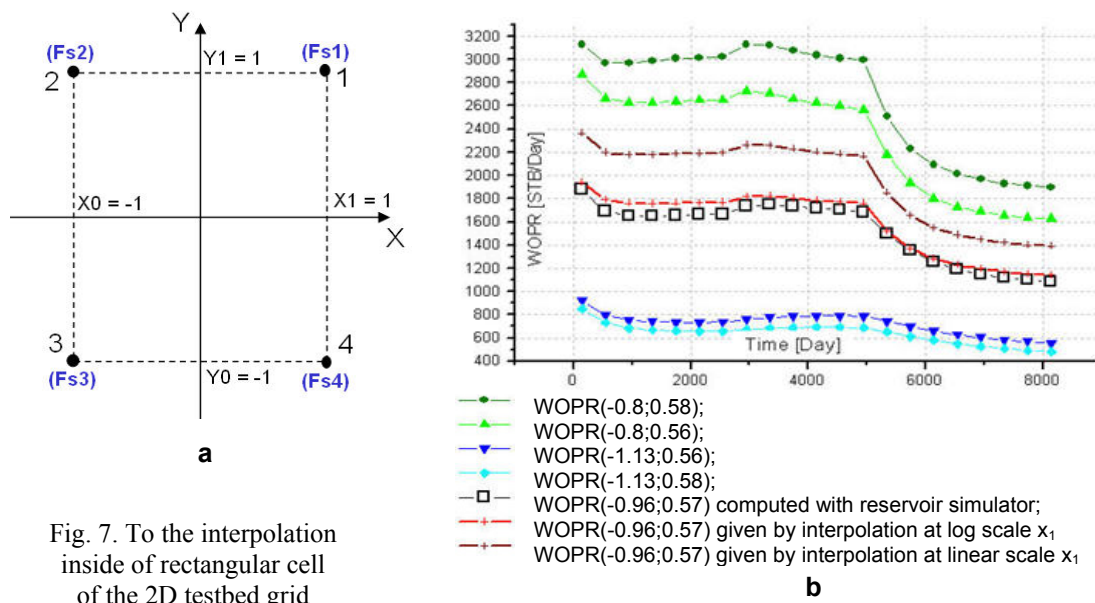 Y
(Fs2)
(Fs1)
Y1 = 1
2
1
X0 = -1
X1 = 1
X
3
4
(Fs3)
Y0 = -1
(Fs4)
a
Fig. 7. To the interpolation
inside of rectangular cell
of the 2D testbed grid
WOPR [STB/Day]
3200
3000
2800
2600
2400
2200
2000
1800
1600
1400
1200
1000
800
600
400
Time [Day]
0 2000 4000 6000 8000
WOPR(-0.8;0.58);
WOPR(-0.8;0.56);
WOPR(-1.13;0.56);
WOPR(-1.13;0.58);
WOPR(-0.96;0.57) computed with reservoir simulator;
WOPR(-0.96;0.57) given by interpolation at log scale x₁
WOPR(-0.96;0.57) given by interpolation at linear scale x₁
b